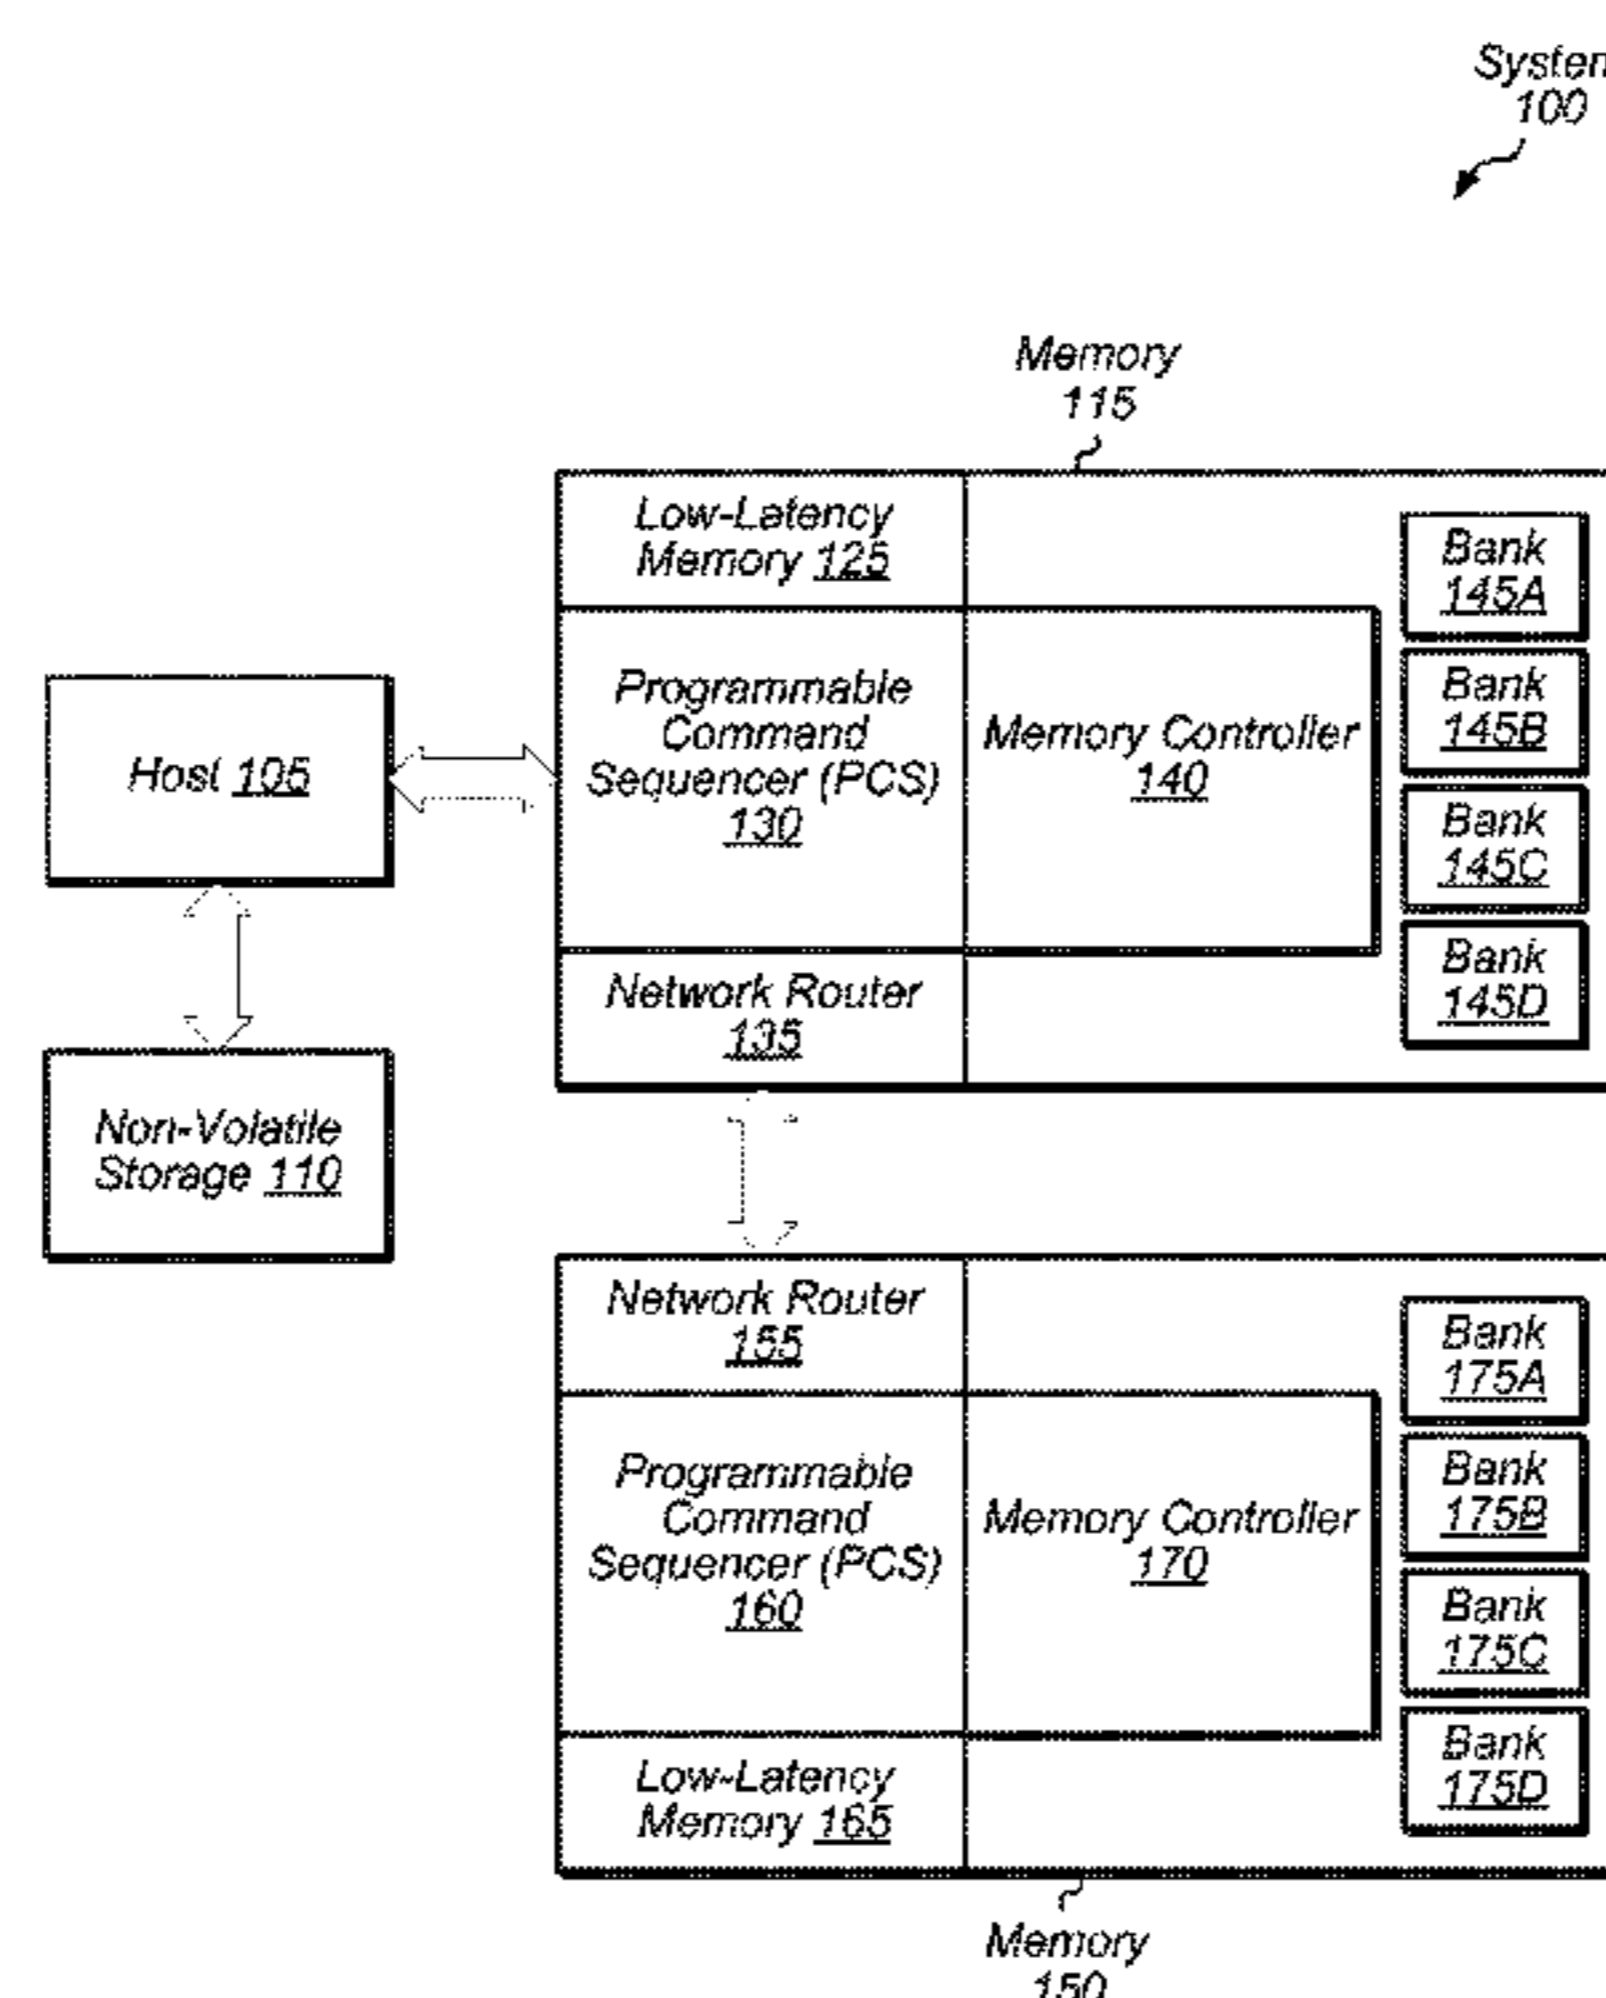 System
100
Memory
115
Low-Latency
Memory 125
Bank
145A
Programmable
Command
Sequencer (PCS)
130
Memory Controller
140
Bank
145B
Host 105
Bank
145C
Bank
145D
Network Router
135
Non-Volatile
Storage 110
Network Router
155
Bank
175A
Programmable
Command
Sequencer (PCS)
160
Memory Controller
170
Bank
175B
Bank
175C
Bank
175D
Low-Latency
Memory 165
Memory
150